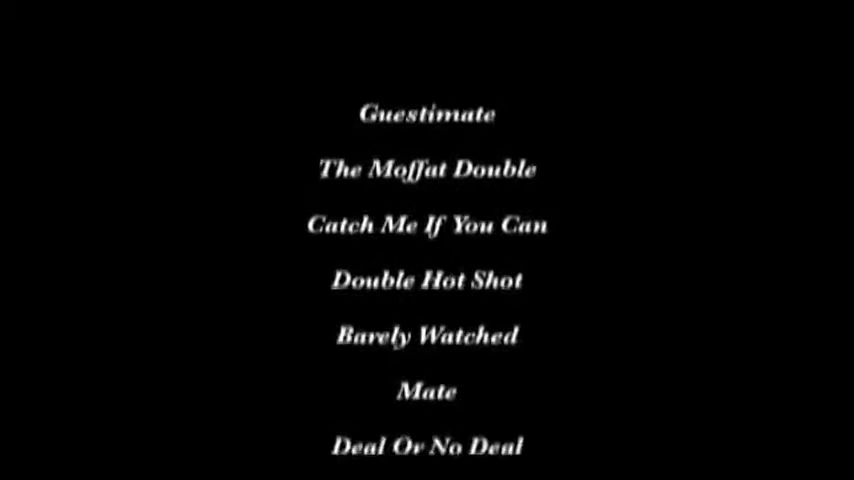 Guestimate
The Moffat Double
Catch Me If You Can
Double Hot Shot
Barely Watched
Mate
Deal Or No Deal